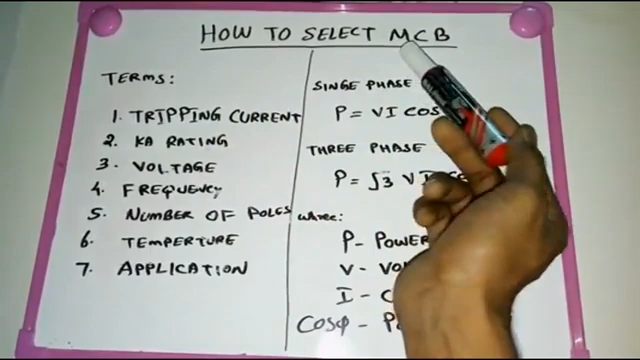 HOW TO SELECT MCB
TERMS:
1. TRIPPING CURRENT
2. KA RATING
3. VOLTAGE
4. FREQUENCY
5. NUMBER OF POLES
6. TEMPERTURE
7. APPLICATION
SINGE PHASE
P = VI COS
THREE PHASE
P = √3 VI
where:
P - POWER
V -
I -
COSφ -